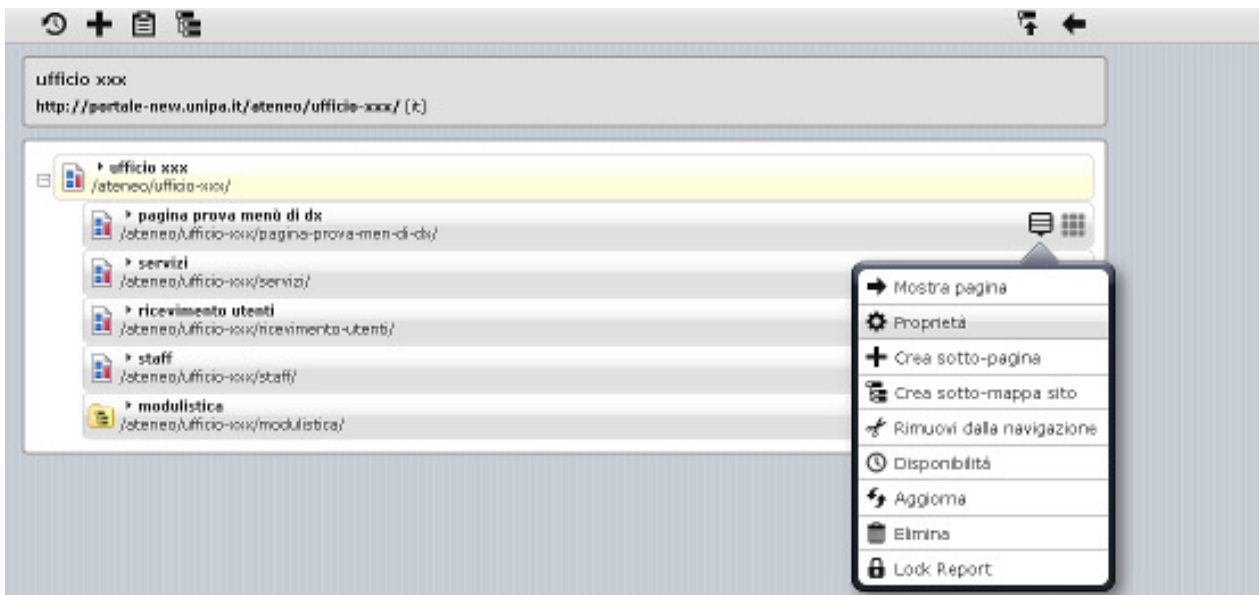 ufficio xxx
http://portale-new.unipa.it/ateneo/ufficio-xxx/ (it)
ufficio xxx
/ateneo/ufficio-xxx/
pagina prova menù di dx
/ateneo/ufficio-xxx/pagina-prova-men-di-dx/
servizi
/ateneo/ufficio-xxx/servizi/
ricevimento utenti
/ateneo/ufficio-xxx/ricevimento-utenti/
staff
/ateneo/ufficio-xxx/staff/
modulistica
/ateneo/ufficio-xxx/modulistica/
Mostra pagina
Proprietà
Crea sotto-pagina
Crea sotto-mappa sito
Rimuovi dalla navigazione
Disponibilità
Aggiorna
Elimina
Lock Report